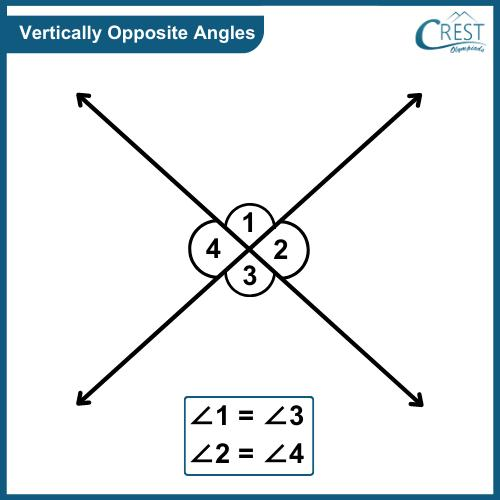 Vertically Opposite Angles
CREST
Olympiads
1
4 2
3
∠1 = ∠3
∠2 = ∠4